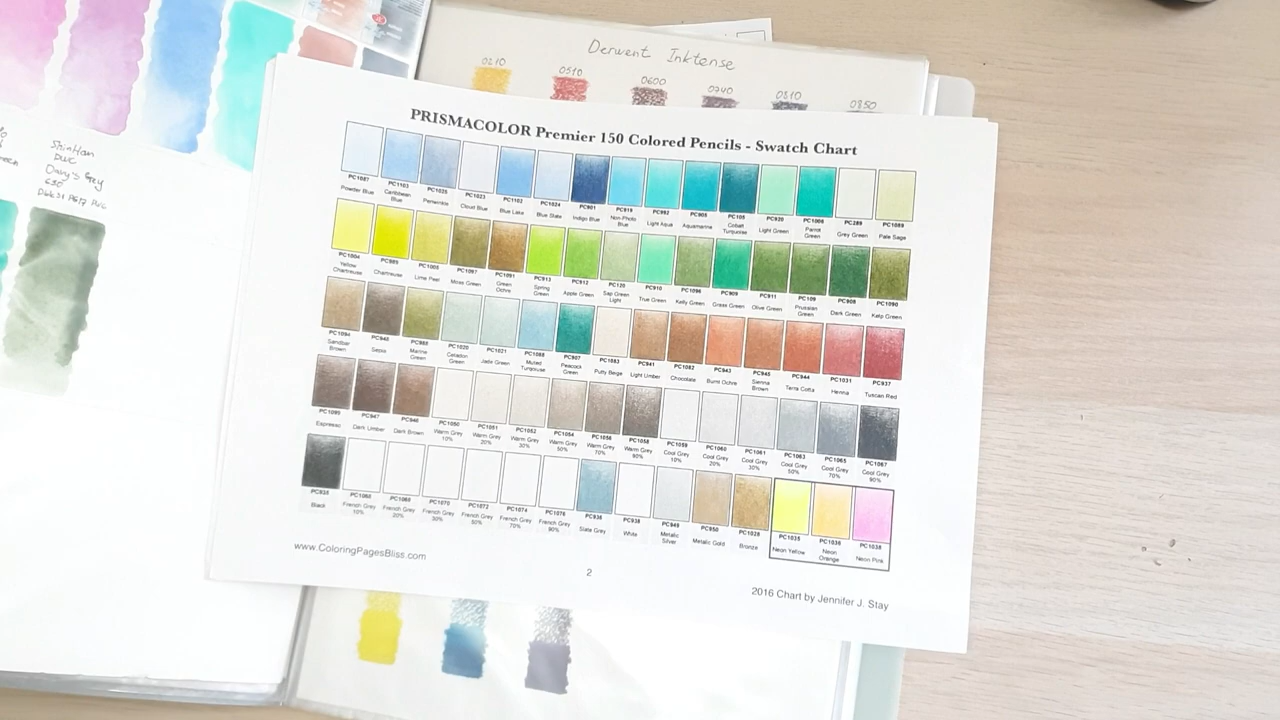 Derwent Inktense
0510
0600
0740
0810
0850
ShinHan
PWC
Davy's Grey
PRISMACOLOR Premier 150 Colored Pencils - Swatch Chart
PC1087 PC1103 PC1025 PC1023 PC1102 PC1024 PC901 PC919 PC992 PC905 PC105 PC920 PC1006 PC289 PC1089
Powder Blue Caribbean Blue Periwinkle Cloud Blue Blue Lake Blue Slate Indigo Blue Non-Photo Blue Light Aqua Aquamarine Cobalt Turquoise Light Green Parrot Green Grey Green Pale Sage
PC1004 PC989 PC1005 PC1097 PC1091 PC913 PC912 PC120 PC910 PC1096 PC909 PC911 PC109 PC908 PC1090
Yellow Chartreuse Chartreuse Lime Peel Moss Green Green Ochre Spring Green Apple Green Sap Green Light True Green Kelly Green Grass Green Olive Green Prussian Green Dark Green Kelp Green
PC1094 PC948 PC988 PC1020 PC1021 PC1088 PC907 PC1083 PC941 PC1082 PC943 PC945 PC944 PC1031 PC937
Sandbar Brown Sepia Marine Green Celadon Green Jade Green Muted Turquoise Peacock Green Putty Beige Light Umber Chocolate Burnt Ochre Sienna Brown Terra Cotta Henna Tuscan Red
PC1099 PC947 PC946 PC1050 PC1051 PC1052 PC1054 PC1056 PC1058 PC1059 PC1060 PC1061 PC1063 PC1065 PC1067
Espresso Dark Umber Dark Brown Warm Grey 10% Warm Grey 20% Warm Grey 30% Warm Grey 50% Warm Grey 70% Warm Grey 90% Cool Grey 10% Cool Grey 20% Cool Grey 30% Cool Grey 50% Cool Grey 70% Cool Grey 90%
PC935 PC1068 PC1069 PC1070 PC1072 PC1074 PC1076 PC936 PC938 PC949 PC950 PC1028 PC1035 PC1036 PC1038
Black French Grey 10% French Grey 20% French Grey 30% French Grey 50% French Grey 70% French Grey 90% Slate Grey White Metalic Silver Metalic Gold Bronze Neon Yellow Neon Orange Neon Pink
www.ColoringPagesBliss.com
2
2016 Chart by Jennifer J. Stay